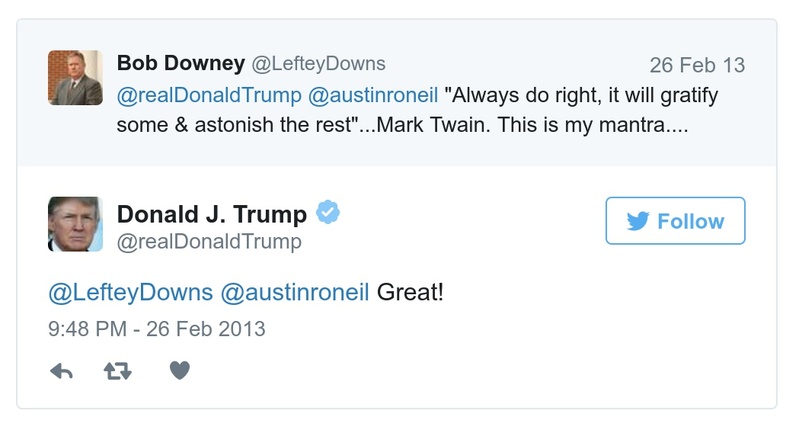 Bob Downey @LefteyDowns 26 Feb 13
@realDonaldTrump @austinroneil "Always do right, it will gratify
some & astonish the rest"...Mark Twain. This is my mantra....
Donald J. Trump
@realDonaldTrump
Follow
@LefteyDowns @austinroneil Great!
9:48 PM - 26 Feb 2013